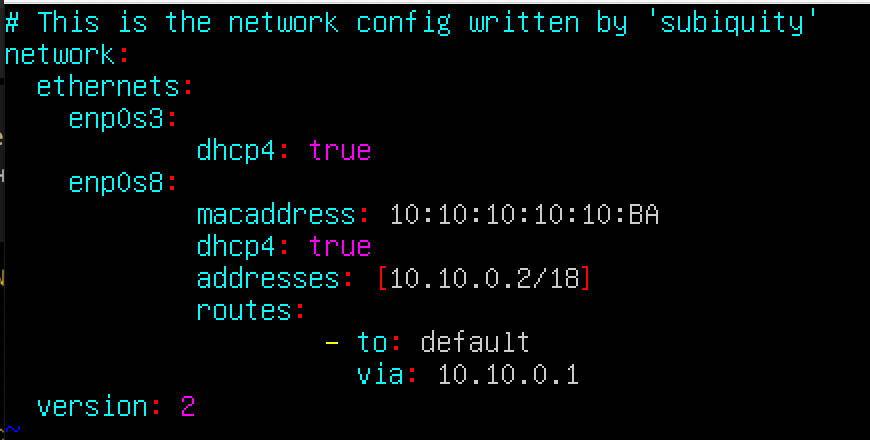 # This is the network config written by 'subiquity'
network:
  ethernets:
    enp0s3:
            dhcp4: true
    enp0s8:
            macaddress: 10:10:10:10:10:BA
            dhcp4: true
            addresses: [10.10.0.2/18]
            routes:
                    - to: default
                      via: 10.10.0.1
  version: 2
~